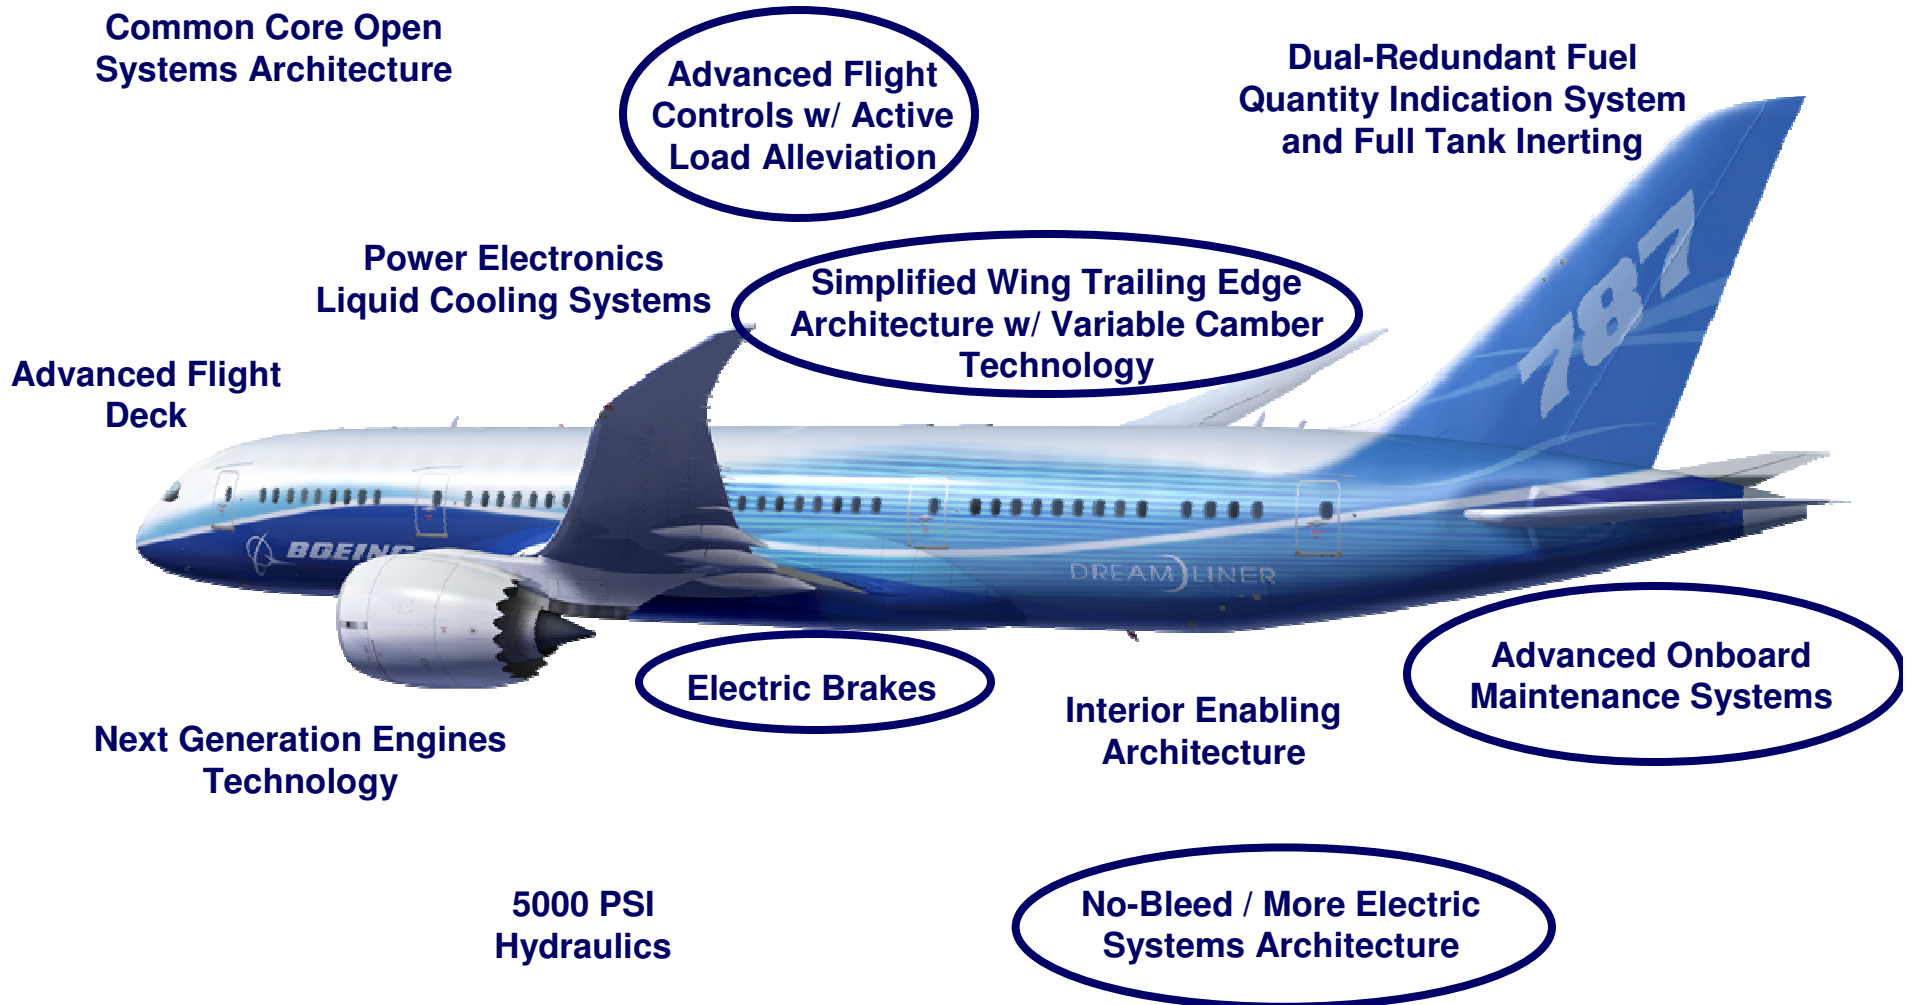 Common Core Open
Systems Architecture
Advanced Flight
Controls w/ Active
Load Alleviation
Dual-Redundant Fuel
Quantity Indication System
and Full Tank Inerting
Power Electronics
Liquid Cooling Systems
Simplified Wing Trailing Edge
Architecture w/ Variable Camber
Technology
787
Advanced Flight
Deck
BOEING
DREAMLINER
Electric Brakes
Advanced Onboard
Maintenance Systems
Interior Enabling
Architecture
Next Generation Engines
Technology
5000 PSI
Hydraulics
No-Bleed / More Electric
Systems Architecture